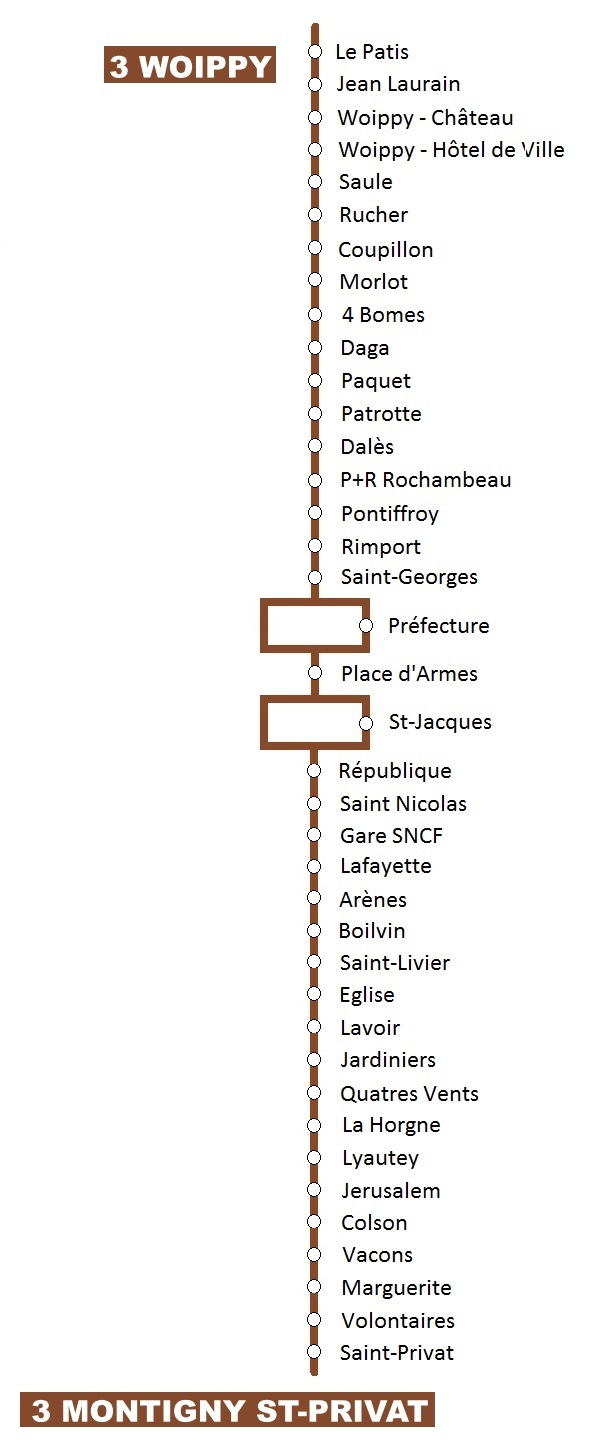 3 WOIPPY
Le Patis
Jean Laurain
Woippy - Château
Woippy - Hôtel de Ville
Saule
Rucher
Coupillon
Morlot
4 Bomes
Daga
Paquet
Patrotte
Dalès
P+R Rochambeau
Pontiffroy
Rimport
Saint-Georges
Préfecture
Place d'Armes
St-Jacques
République
Saint Nicolas
Gare SNCF
Lafayette
Arènes
Boilvin
Saint-Livier
Eglise
Lavoir
Jardiniers
Quatres Vents
La Horgne
Lyautey
Jerusalem
Colson
Vacons
Marguerite
Volontaires
Saint-Privat
3 MONTIGNY ST-PRIVAT